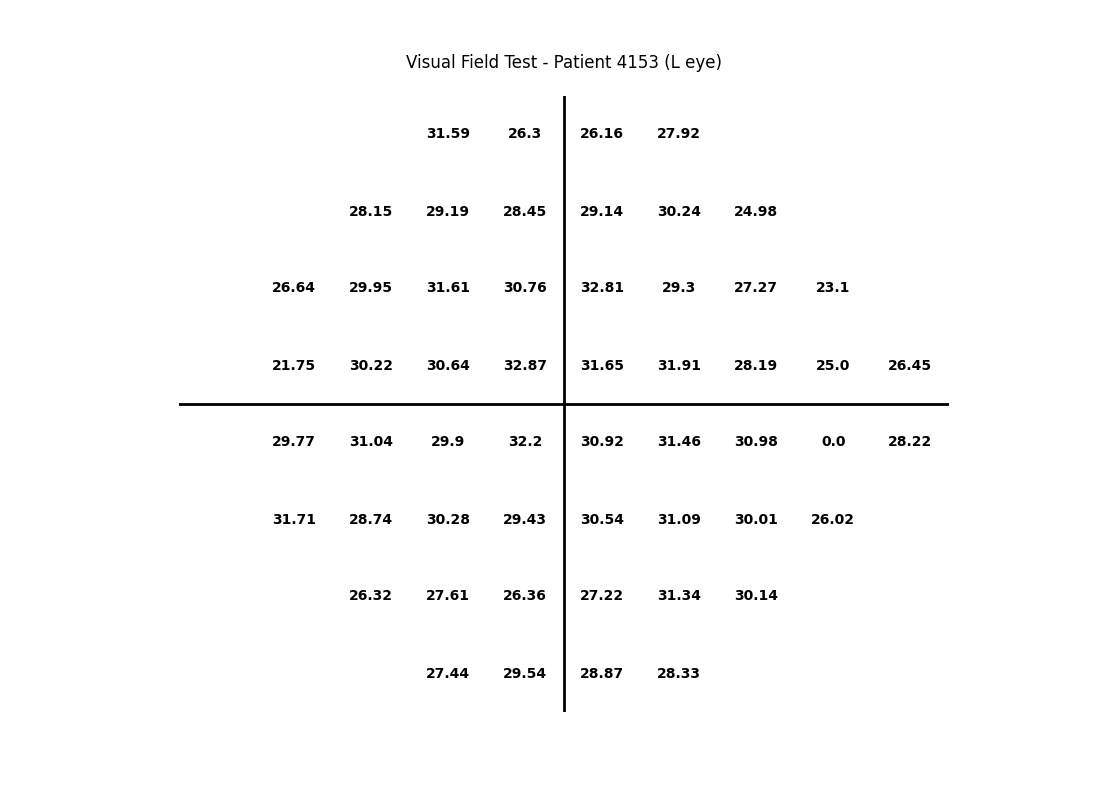 Visual Field Test - Patient 4153 (L eye)
31.59 26.3 26.16 27.92
28.15 29.19 28.45 29.14 30.24 24.98
26.64 29.95 31.61 30.76 32.81 29.3 27.27 23.1
21.75 30.22 30.64 32.87 31.65 31.91 28.19 25.0 26.45
29.77 31.04 29.9 32.2 30.92 31.46 30.98 0.0 28.22
31.71 28.74 30.28 29.43 30.54 31.09 30.01 26.02
26.32 27.61 26.36 27.22 31.34 30.14
27.44 29.54 28.87 28.33